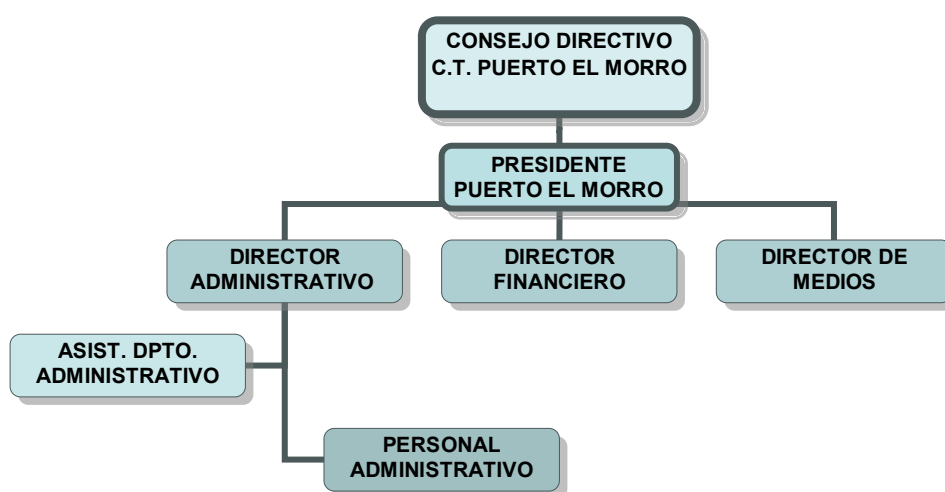 CONSEJO DIRECTIVO
C.T. PUERTO EL MORRO
PRESIDENTE
PUERTO EL MORRO
DIRECTOR
ADMINISTRATIVO
DIRECTOR
FINANCIERO
DIRECTOR DE
MEDIOS
ASIST. DPTO.
ADMINISTRATIVO
PERSONAL
ADMINISTRATIVO